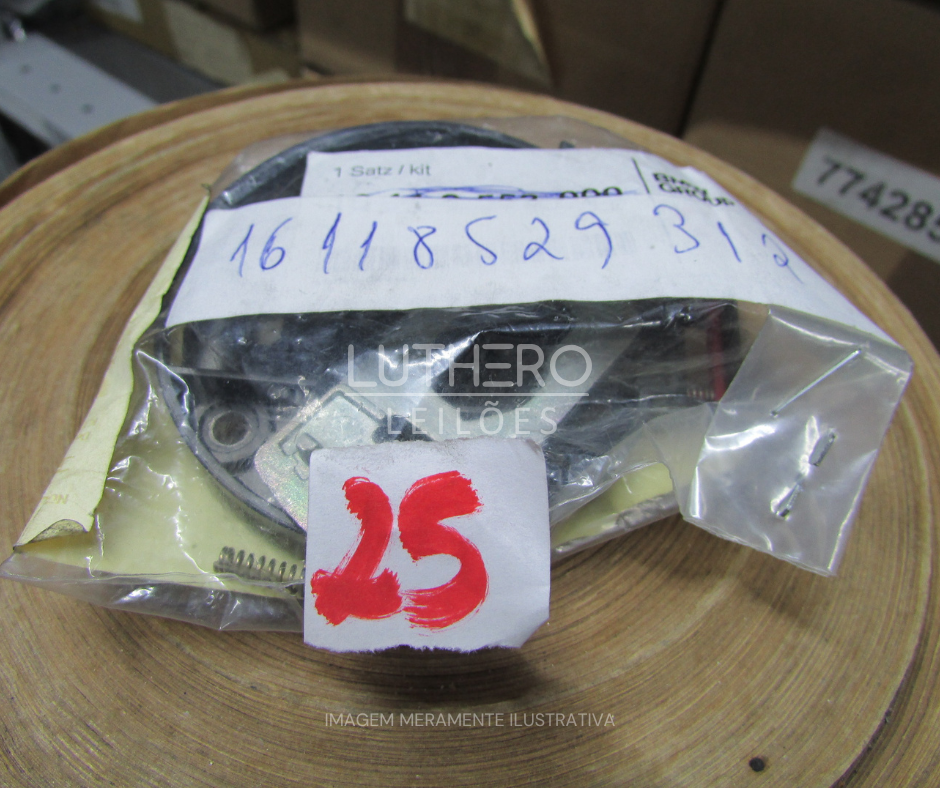 1 Satz / kit
BMW
GROUP
16118529312
774285
LUTHERO
LEILÕES
25
IMAGEM MERAMENTE ILUSTRATIVA